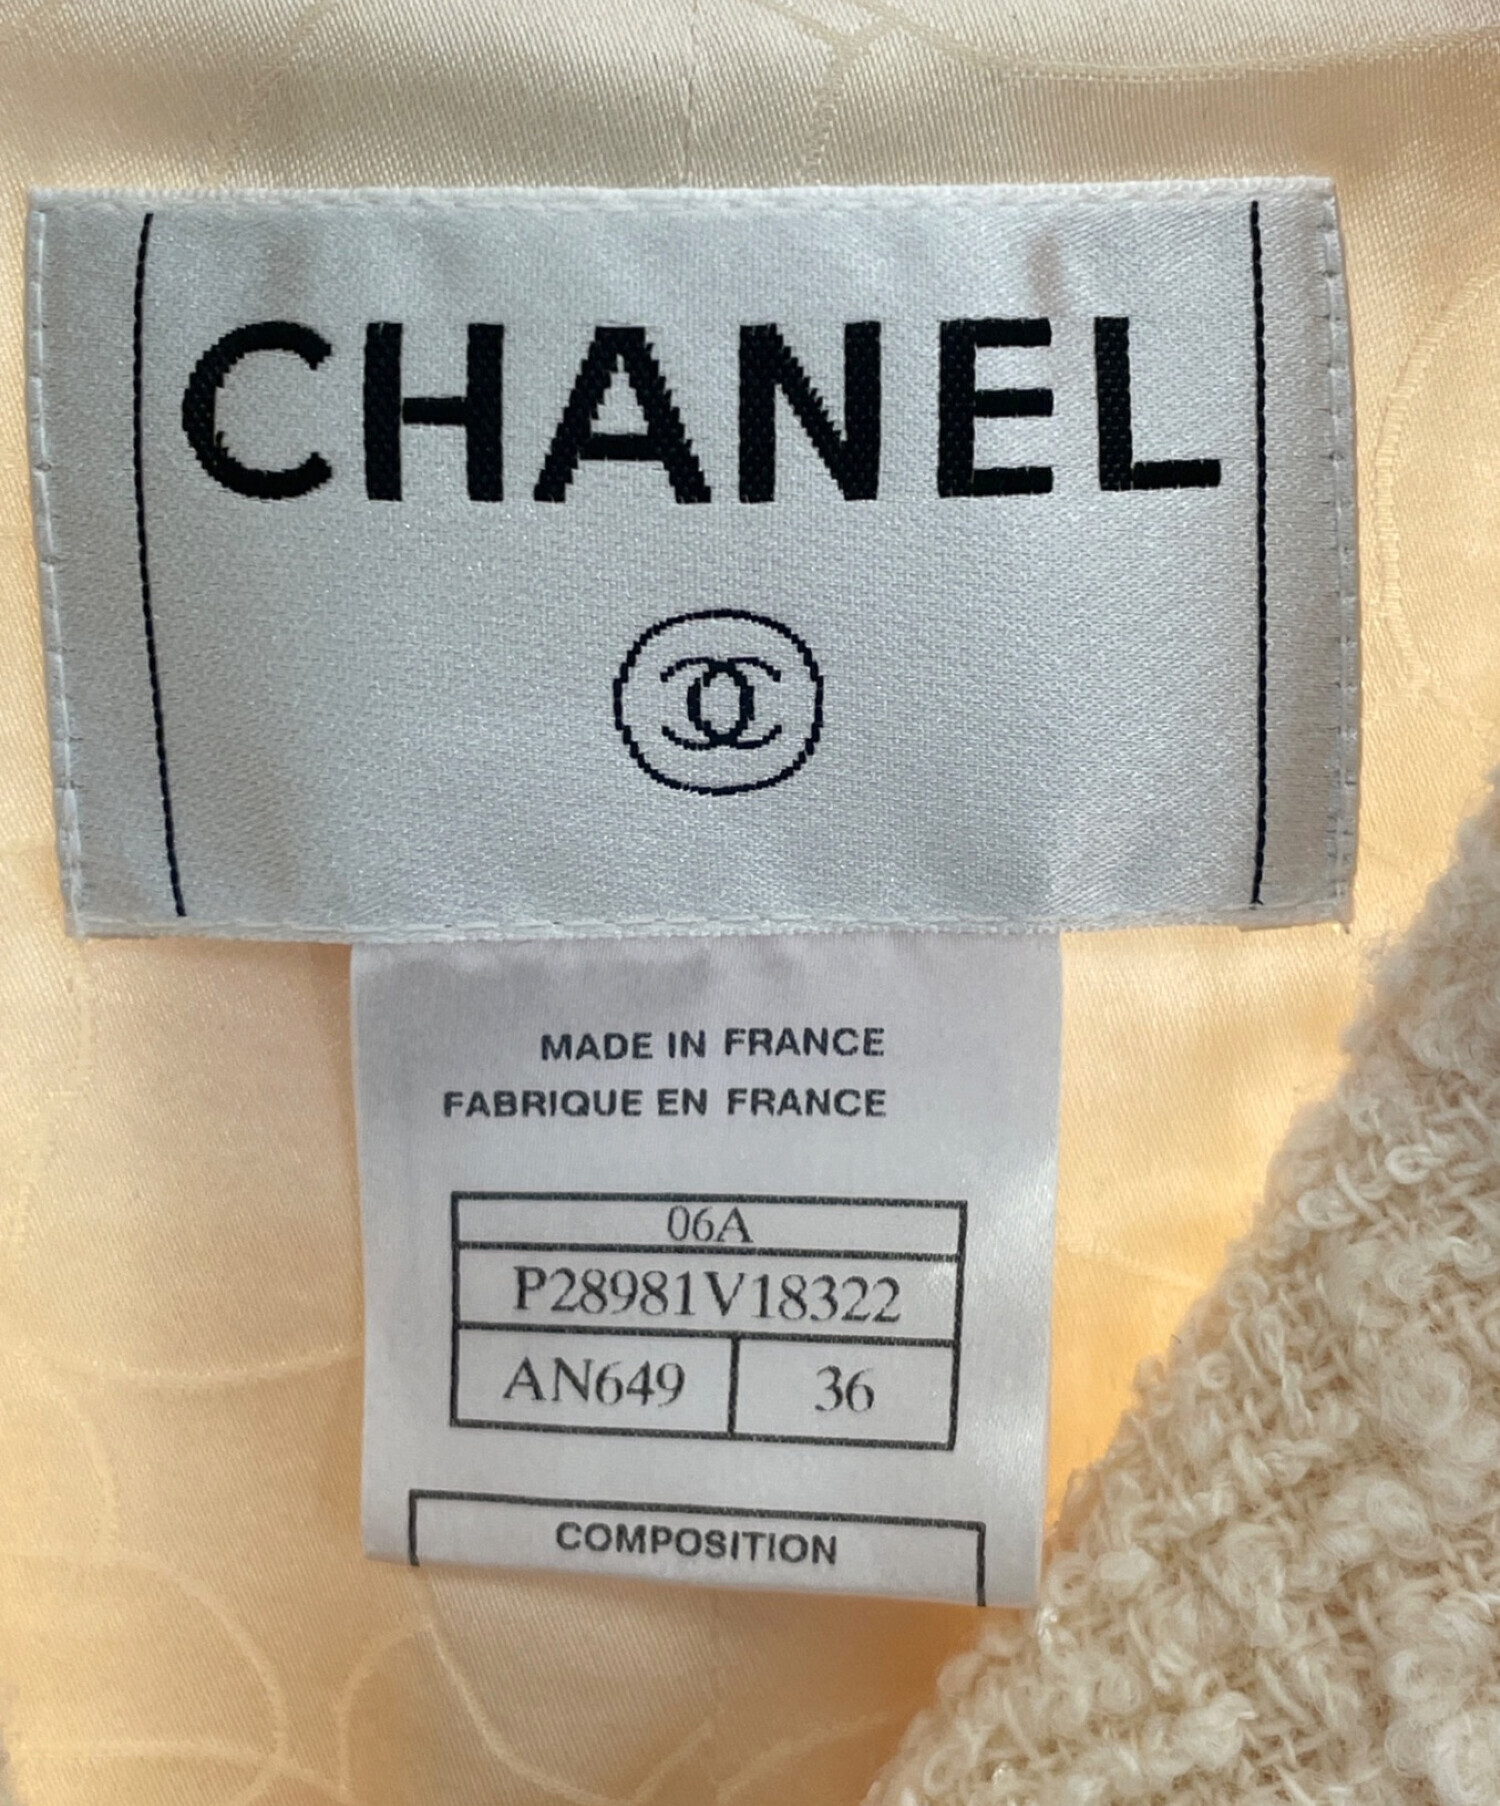 CHANEL
MADE IN FRANCE
FABRIQUE EN FRANCE
06A
P28981V18322
AN649 36
COMPOSITION